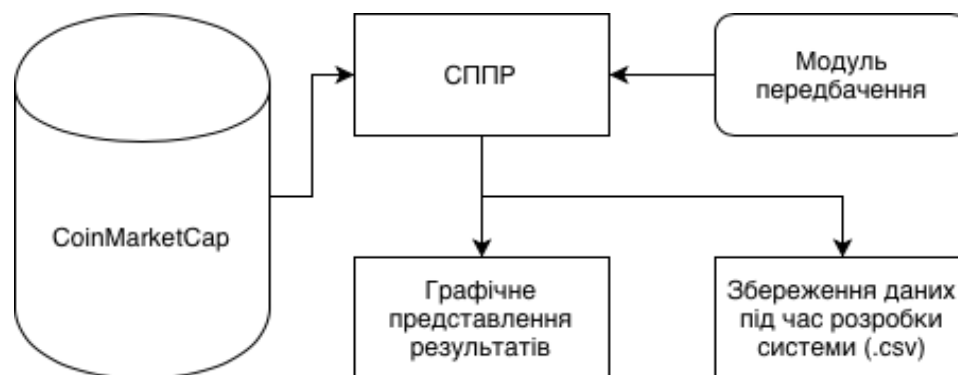 СППР
Модуль
передбачення
CoinMarketCap
Графічне
представлення
результатів
Збереження даних
під час розробки
системи (.csv)